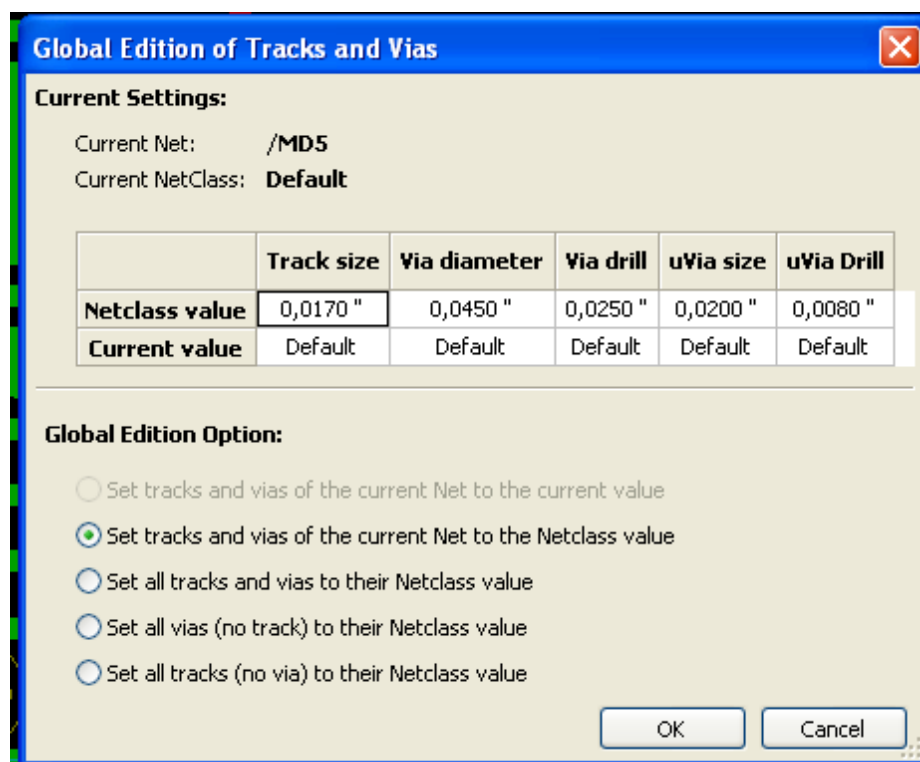 Global Edition of Tracks and Vias
Current Settings:
Current Net: /MD5
Current NetClass: Default
Track size Via diameter Via drill uVia size uVia Drill
Netclass value 0,0170 " 0,0450 " 0,0250 " 0,0200 " 0,0080 "
Current value Default Default Default Default Default
Global Edition Option:
Set tracks and vias of the current Net to the current value
Set tracks and vias of the current Net to the Netclass value
Set all tracks and vias to their Netclass value
Set all vias (no track) to their Netclass value
Set all tracks (no via) to their Netclass value
OK Cancel